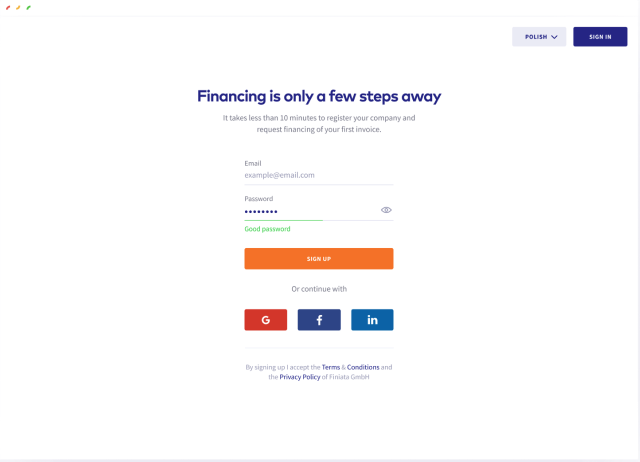 POLISH
SIGN IN
Financing is only a few steps away
It takes less than 10 minutes to register your company and
request financing of your first invoice.
Email
example@email.com
Password
••••••••
Good password
SIGN UP
Or continue with
G
f
in
By signing up I accept the Terms & Conditions and
the Privacy Policy of Finiata GmbH